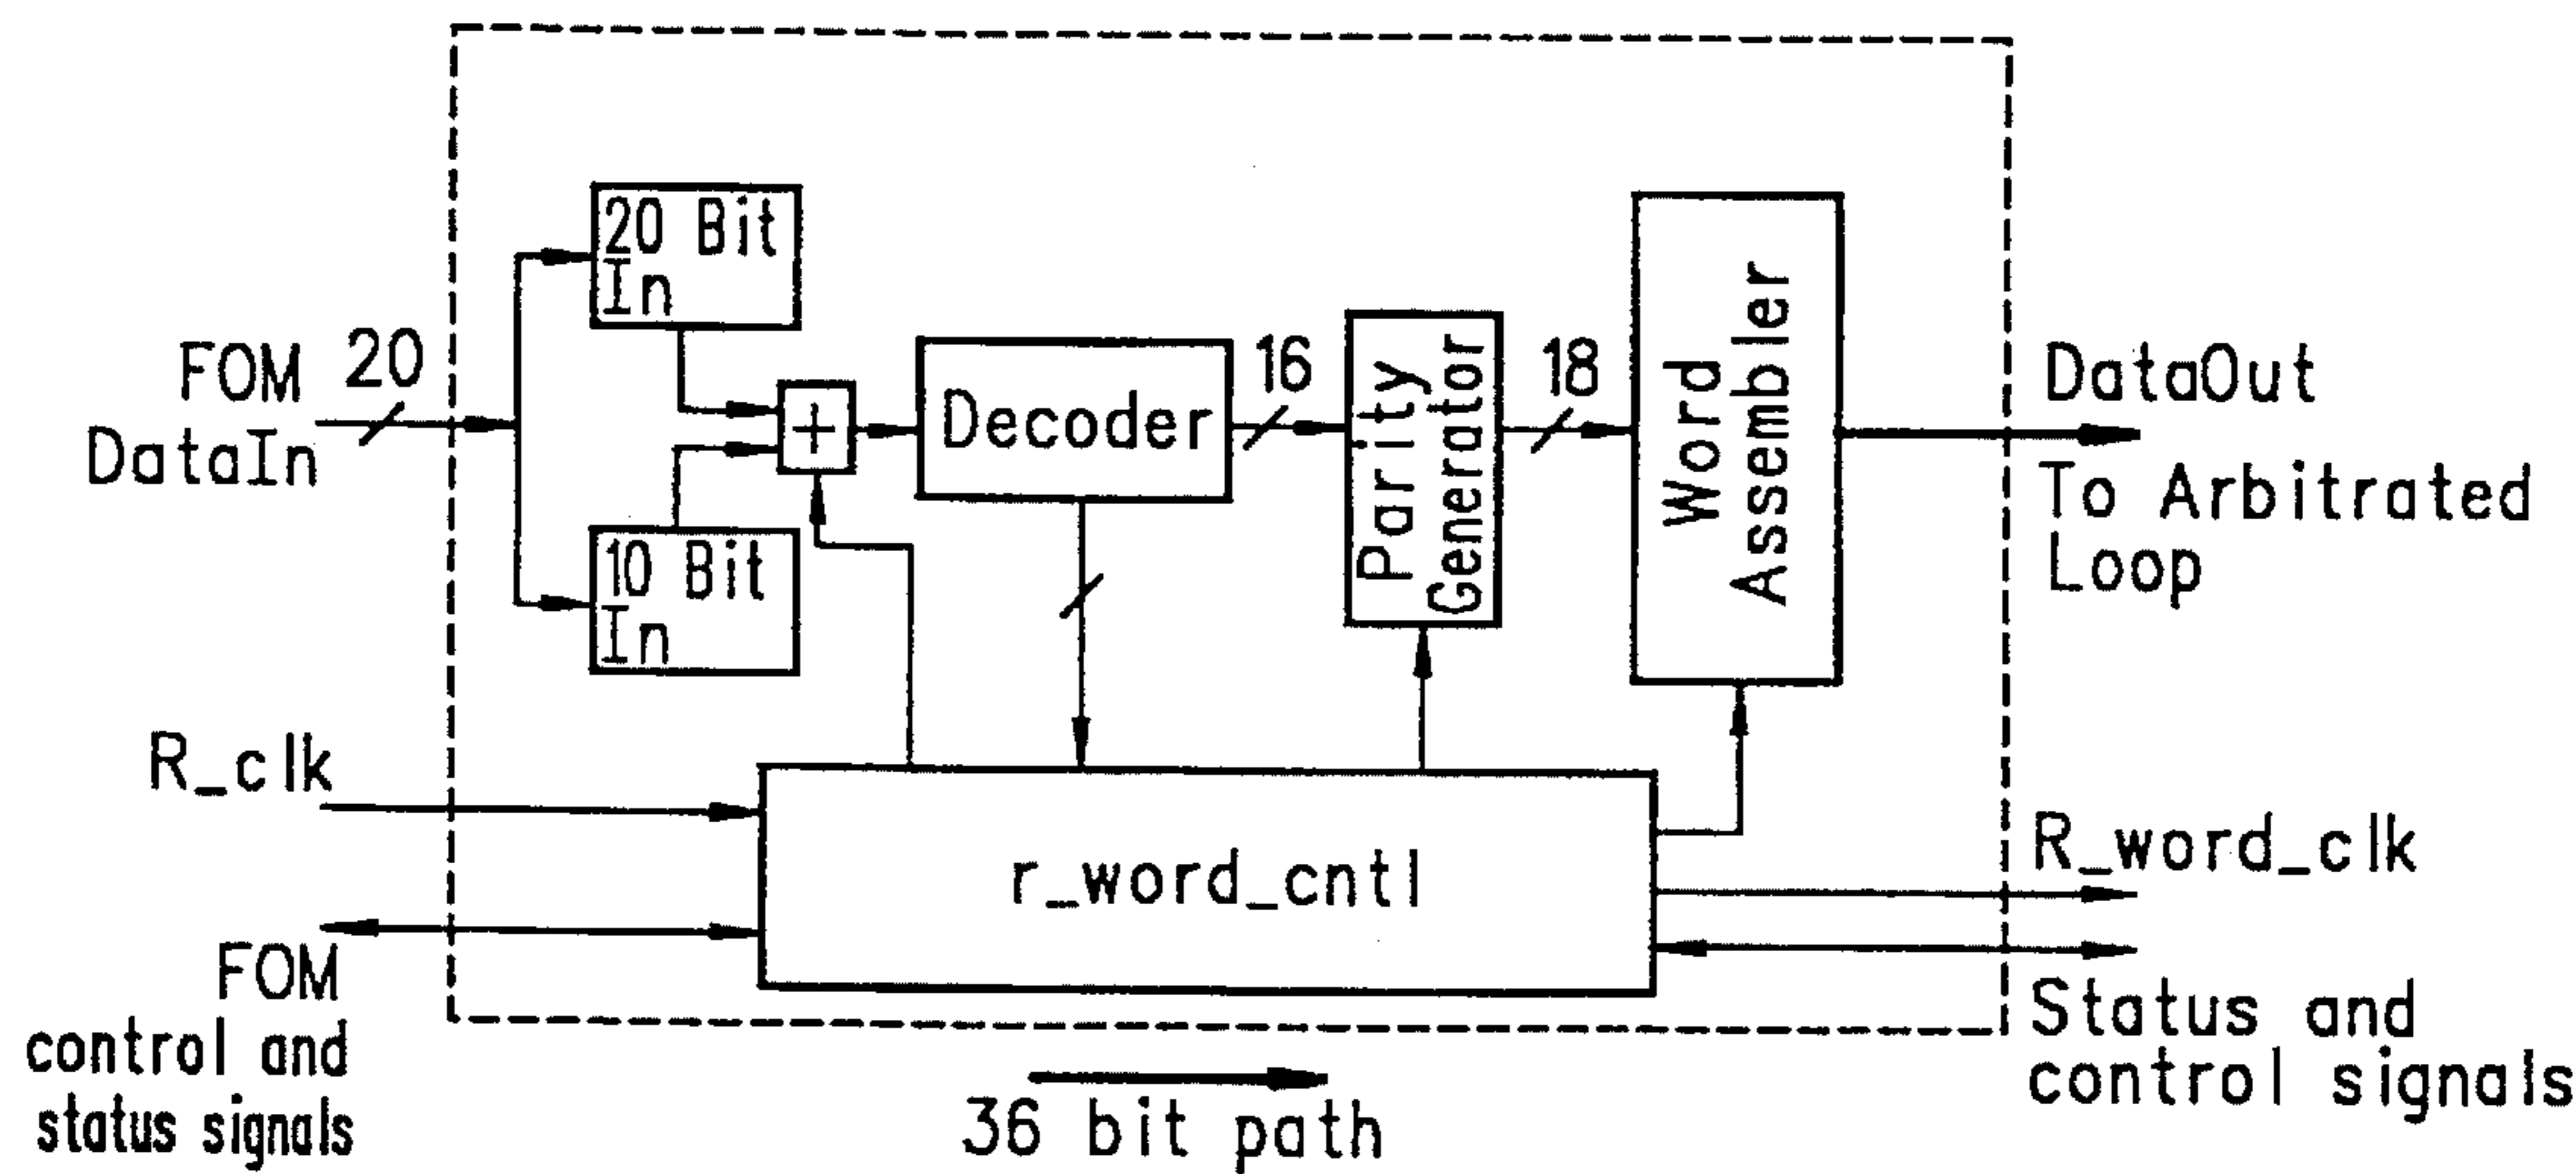 FOM
DataIn
20
20 Bit
In
10 Bit
In
+
Decoder
16
Parity
Generator
18
Word
Assembler
DataOut
To Arbitrated
Loop
R_clk
r_word_cntl
R_word_clk
FOM
control and
status signals
Status and
control signals
36 bit path